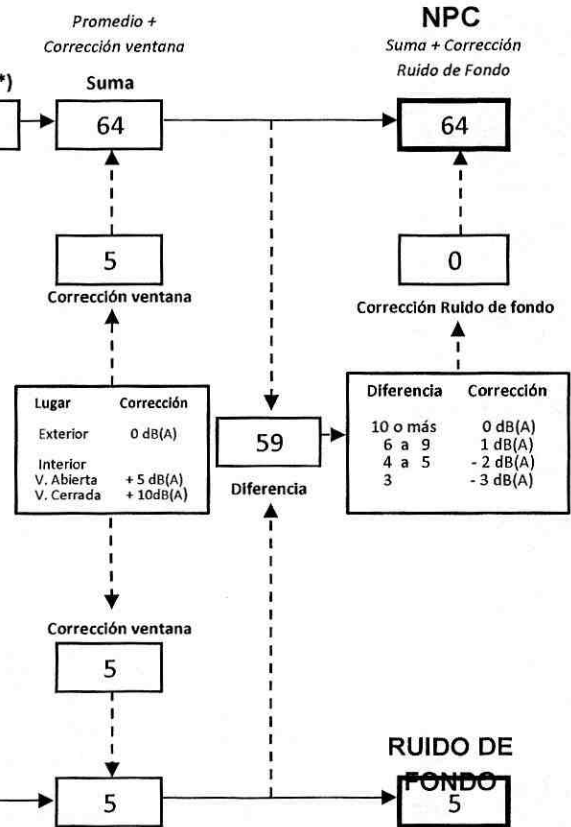 NPC
Promedio +
Corrección ventana
Suma + Corrección
Ruido de Fondo
*)
Suma
64
64
5
0
Corrección ventana
Corrección Ruido de fondo
Lugar Corrección
Exterior 0 dB(A)
Interior
V. Abierta + 5 dB(A)
V. Cerrada + 10dB(A)
59
Diferencia
Diferencia Corrección
10 o más 0 dB(A)
6 a 9 1 dB(A)
4 a 5 - 2 dB(A)
3 - 3 dB(A)
Corrección ventana
5
5
RUIDO DE
FONDO
5